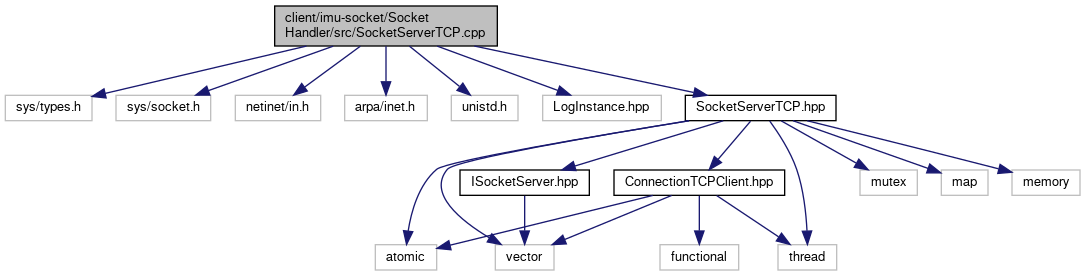 client/imu-socket/Socket
Handler/src/SocketServerTCP.cpp
sys/types.h
sys/socket.h
netinet/in.h
arpa/inet.h
unistd.h
LogInstance.hpp
SocketServerTCP.hpp
ISocketServer.hpp
ConnectionTCPClient.hpp
mutex
map
memory
atomic
vector
functional
thread